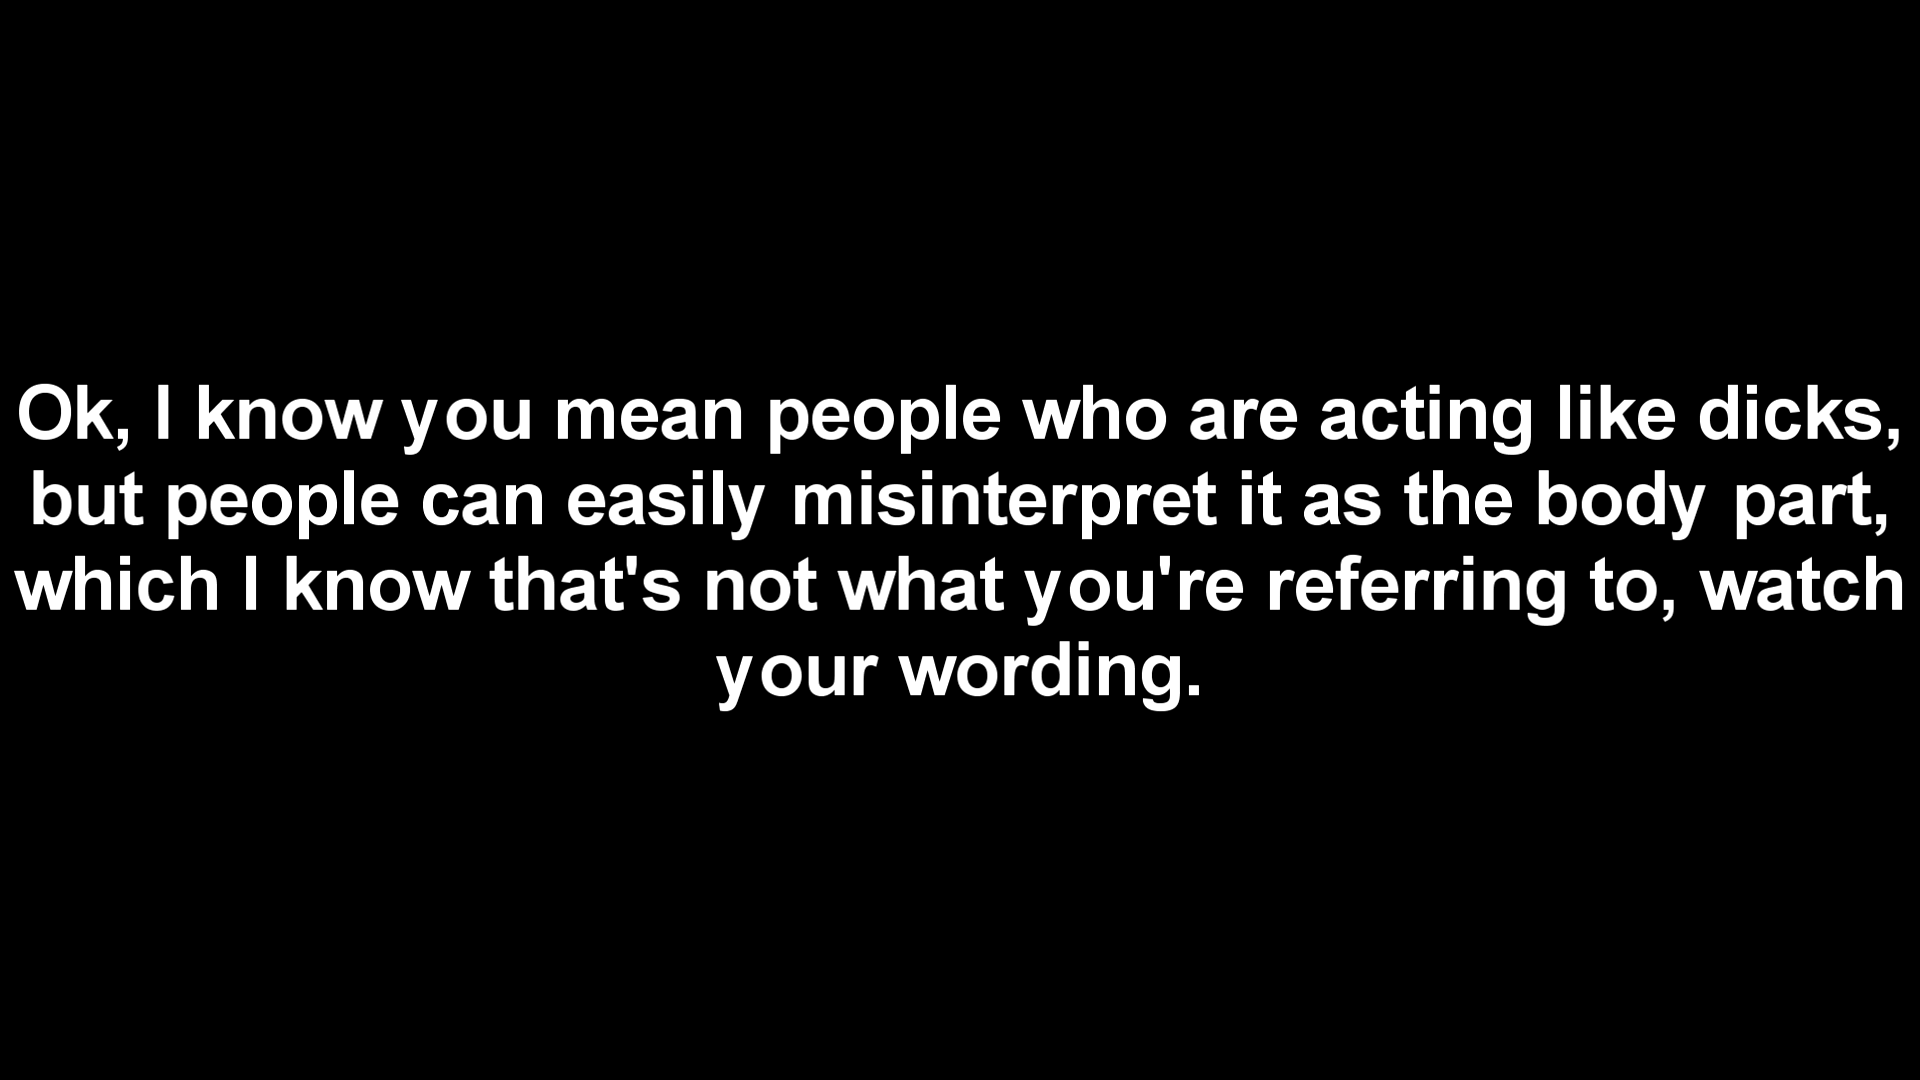 Ok, I know you mean people who are acting like dicks,
but people can easily misinterpret it as the body part,
which I know that's not what you're referring to, watch
your wording.